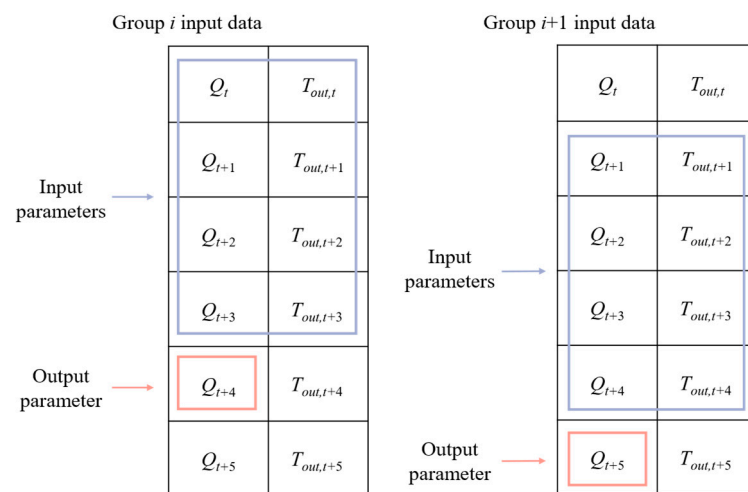 Group i input data
Q_t T_out,t
Q_t+1 T_out,t+1
Input
parameters
Q_t+2 T_out,t+2
Q_t+3 T_out,t+3
Output
parameter
Q_t+4 T_out,t+4
Q_t+5 T_out,t+5
Group i+1 input data
Q_t T_out,t
Q_t+1 T_out,t+1
Q_t+2 T_out,t+2
Input
parameters
Q_t+3 T_out,t+3
Q_t+4 T_out,t+4
Output
parameter
Q_t+5 T_out,t+5